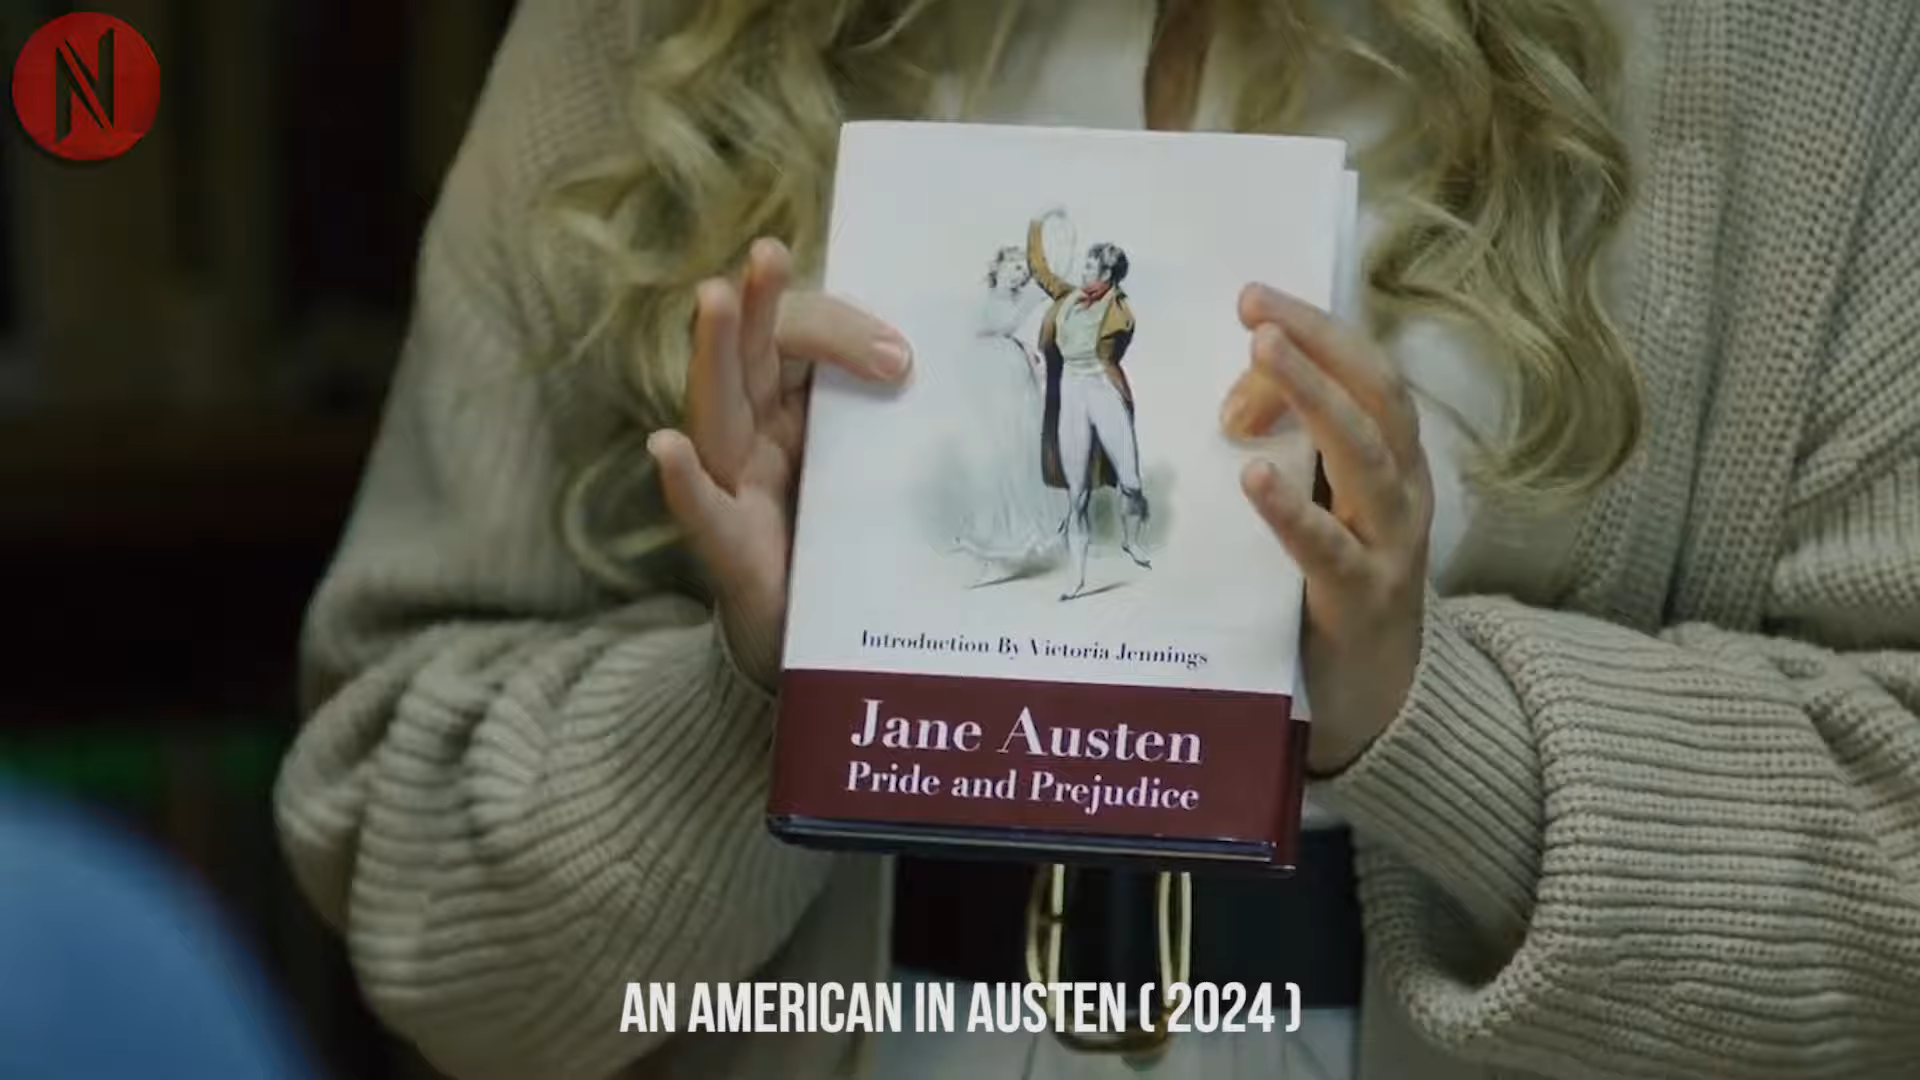 N
Introduction By Victoria Jennings
Jane Austen
Pride and Prejudice
AN AMERICAN IN AUSTEN ( 2024 )